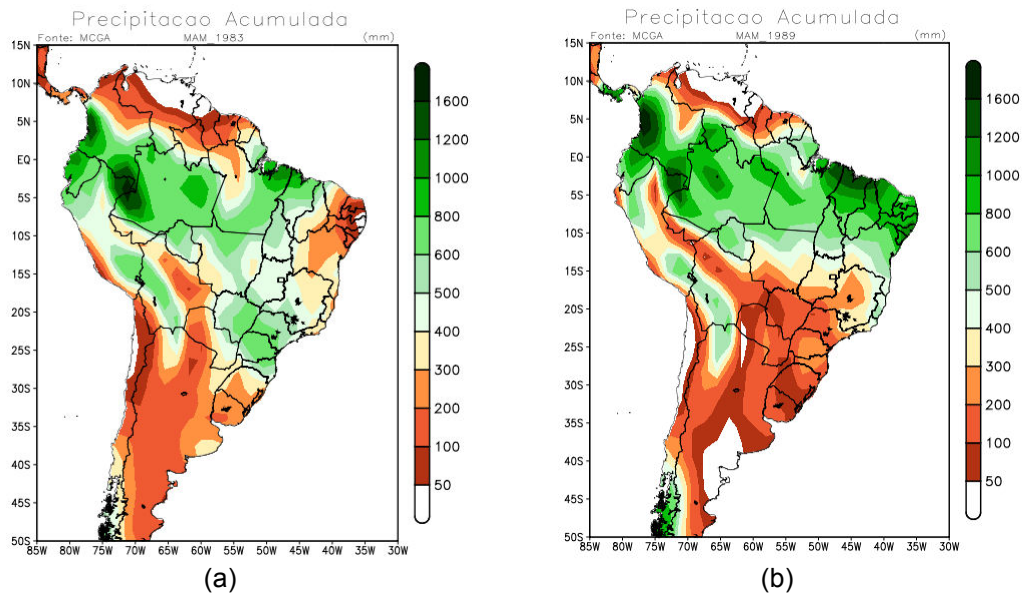 Precipitacao Acumulada
Fonte: MCGA MAM_1983 (mm)
15N
10N
5N
EQ
5S
10S
15S
20S
25S
30S
35S
40S
45S
50S
85W 80W 75W 70W 65W 60W 55W 50W 45W 40W 35W 30W
1600
1200
1000
800
600
500
400
300
200
100
50
(a)
Precipitacao Acumulada
Fonte: MCGA MAM_1989 (mm)
15N
10N
5N
EQ
5S
10S
15S
20S
25S
30S
35S
40S
45S
50S
85W 80W 75W 70W 65W 60W 55W 50W 45W 40W 35W 30W
1600
1200
1000
800
600
500
400
300
200
100
50
(b)